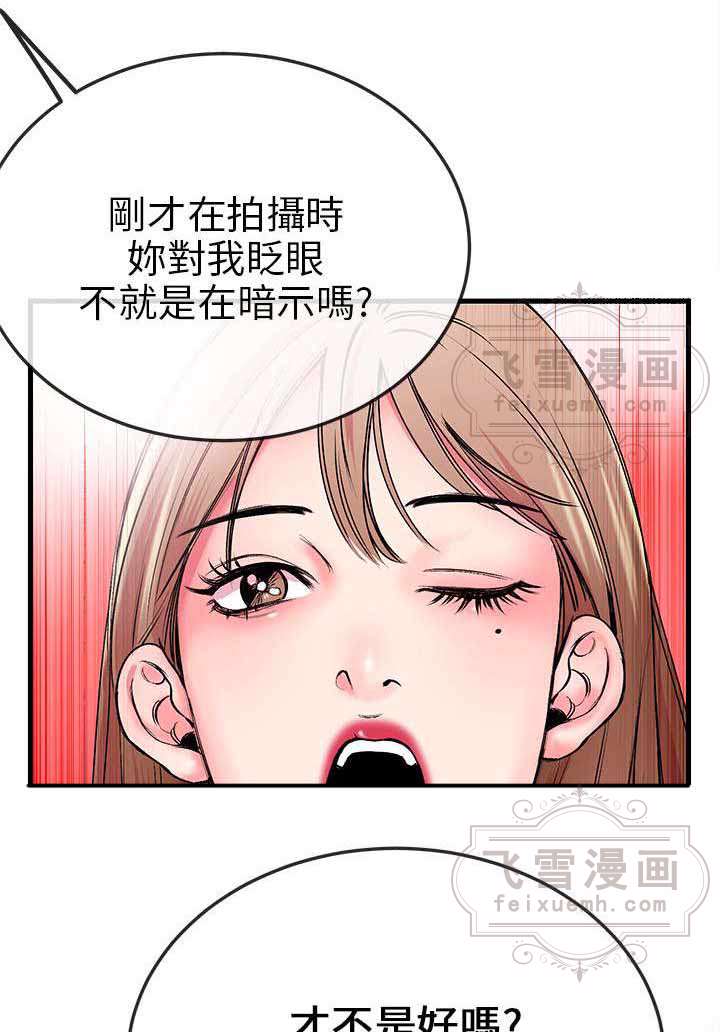 剛才在拍攝時
妳對我眨眼
不就是在暗示嗎?
飞雪漫画
feixuemh.com
飞雪漫画
feixuemh.com
才不是好嗎?